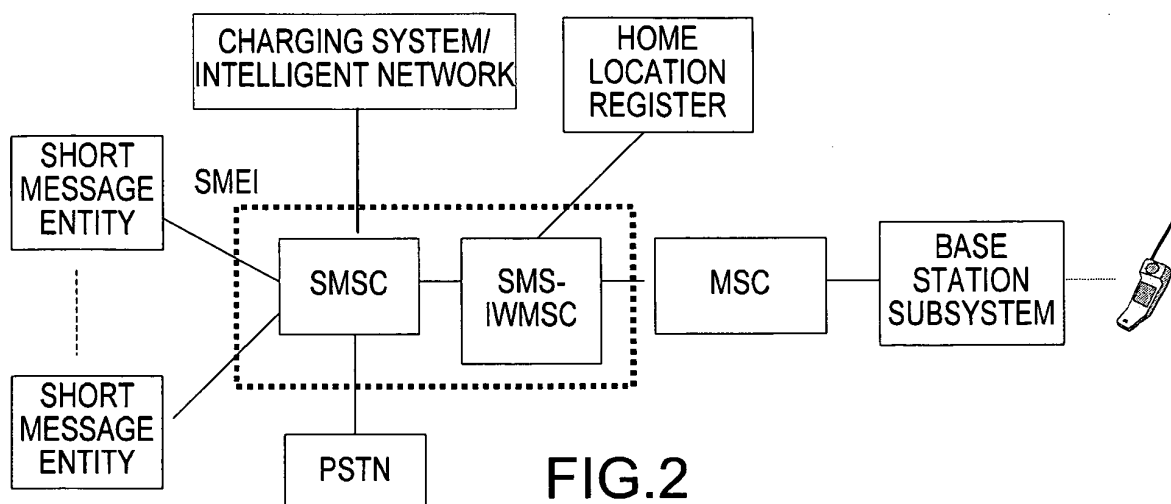 CHARGING SYSTEM/
INTELLIGENT NETWORK
HOME
LOCATION
REGISTER
SHORT
MESSAGE
ENTITY
SMEI
SMSC
SMS-
IWMSC
MSC
BASE
STATION
SUBSYSTEM
SHORT
MESSAGE
ENTITY
PSTN
FIG.2